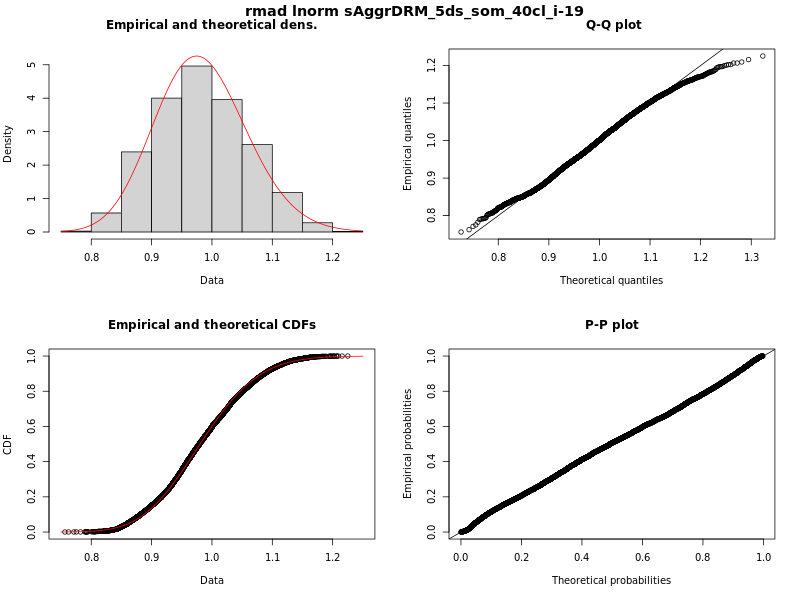 rmad lnorm sAggrDRM_5ds_som_40cl_i-19
Empirical and theoretical dens.
Density
0 1 2 3 4 5
0.8 0.9 1.0 1.1 1.2
Data
Q-Q plot
Empirical quantiles
0.8 0.9 1.0 1.1 1.2
0.8 0.9 1.0 1.1 1.2 1.3
Theoretical quantiles
Empirical and theoretical CDFs
CDF
0.0 0.2 0.4 0.6 0.8 1.0
0.8 0.9 1.0 1.1 1.2
Data
P-P plot
Empirical probabilities
0.0 0.2 0.4 0.6 0.8 1.0
0.0 0.2 0.4 0.6 0.8 1.0
Theoretical probabilities